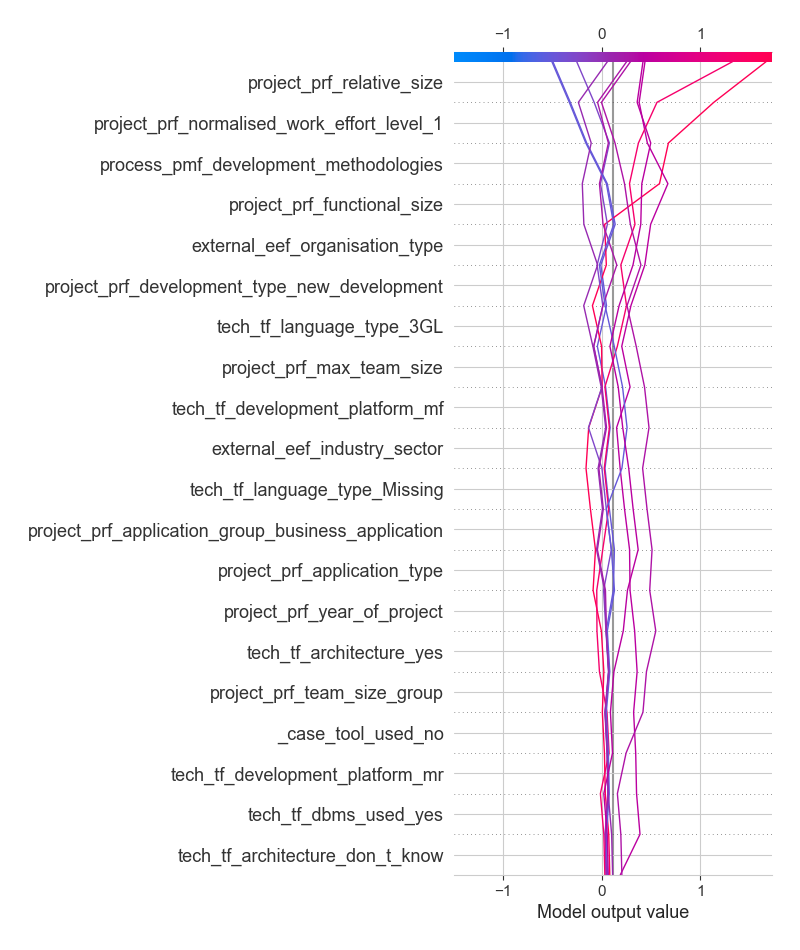 −1 0 1
project_prf_relative_size
project_prf_normalised_work_effort_level_1
process_pmf_development_methodologies
project_prf_functional_size
external_eef_organisation_type
project_prf_development_type_new_development
tech_tf_language_type_3GL
project_prf_max_team_size
tech_tf_development_platform_mf
external_eef_industry_sector
tech_tf_language_type_Missing
project_prf_application_group_business_application
project_prf_application_type
project_prf_year_of_project
tech_tf_architecture_yes
project_prf_team_size_group
_case_tool_used_no
tech_tf_development_platform_mr
tech_tf_dbms_used_yes
tech_tf_architecture_don_t_know
−1 0 1
Model output value